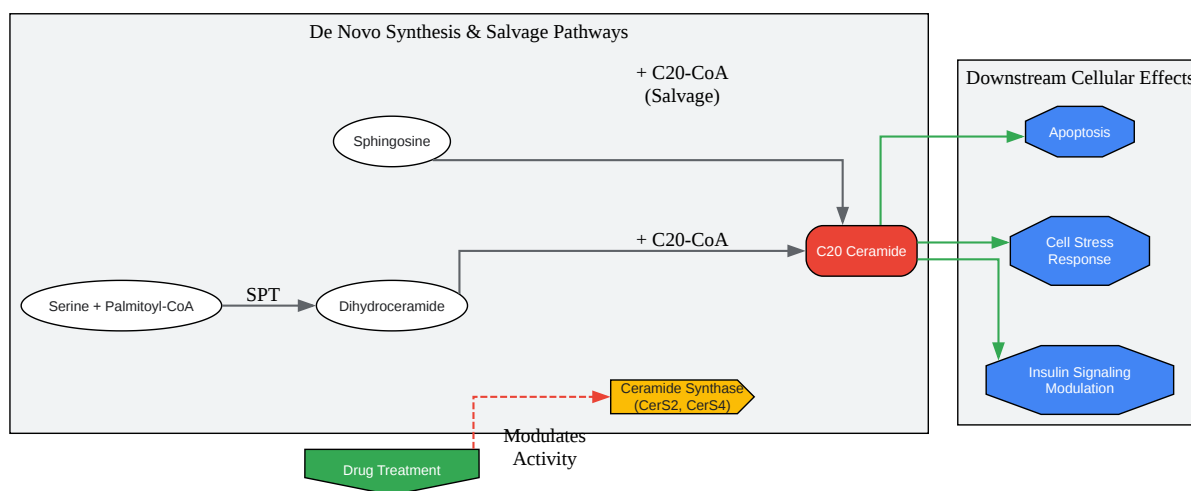 De Novo Synthesis & Salvage Pathways
+ C20-CoA
(Salvage)
Downstream Cellular Effects
Apoptosis
Sphingosine
+ C20-CoA
C20 Ceramide
Cell Stress
Response
Serine + Palmitoyl-CoA
SPT
Dihydroceramide
Insulin Signaling
Modulation
Ceramide Synthase
(CerS2, CerS4)
Modulates
Activity
Drug Treatment